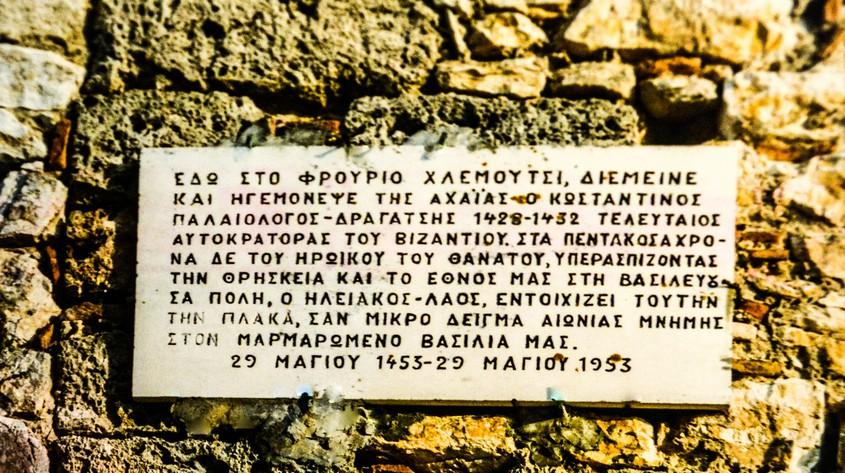 ΕΔΩ ΣΤΟ ΦΡΟΥΡΙΟ ΧΛΕΜΟΥΤΣΙ, ΔΙΕΜΕΙΝΕ
ΚΑΙ ΗΓΕΜΟΝΕΨΕ ΤΗΣ ΑΧΑΪΑΣ Ο ΚΩΣΤΑΝΤΙΝΟΣ
ΠΑΛΑΙΟΛΟΓΟΣ-ΔΡΑΓΑΤΣΗΣ 1428-1432 ΤΕΛΕΥΤΑΙΟΣ
ΑΥΤΟΚΡΑΤΟΡΑΣ ΤΟΥ ΒΙΖΑΝΤΙΟΥ. ΣΤΑ ΠΕΝΤΑΚΟΣΑΧΡΟ-
ΝΑ ΔΕ ΤΟΥ ΗΡΩΙΚΟΥ ΤΟΥ ΘΑΝΑΤΟΥ, ΥΠΕΡΑΣΠΙΖΟΝΤΑΣ
ΤΗΝ ΘΡΗΣΚΕΙΑ ΚΑΙ ΤΟ ΕΘΝΟΣ ΜΑΣ ΣΤΗ ΒΑΣΙΛΕΥΟΥ-
ΣΑ ΠΟΛΗ, Ο ΗΛΕΙΑΚΟΣ-ΛΑΟΣ, ΕΝΤΟΙΧΙΖΕΙ ΤΟΥΤΗΝ
ΤΗΝ ΠΛΑΚΑ, ΣΑΝ ΜΙΚΡΟ ΔΕΙΓΜΑ ΑΙΩΝΙΑΣ ΜΝΗΜΗΣ
ΣΤΟΝ ΜΑΡΜΑΡΩΜΕΝΟ ΒΑΣΙΛΙΑ ΜΑΣ.
29 ΜΑΓΙΟΥ 1453-29 ΜΑΓΙΟΥ 1953